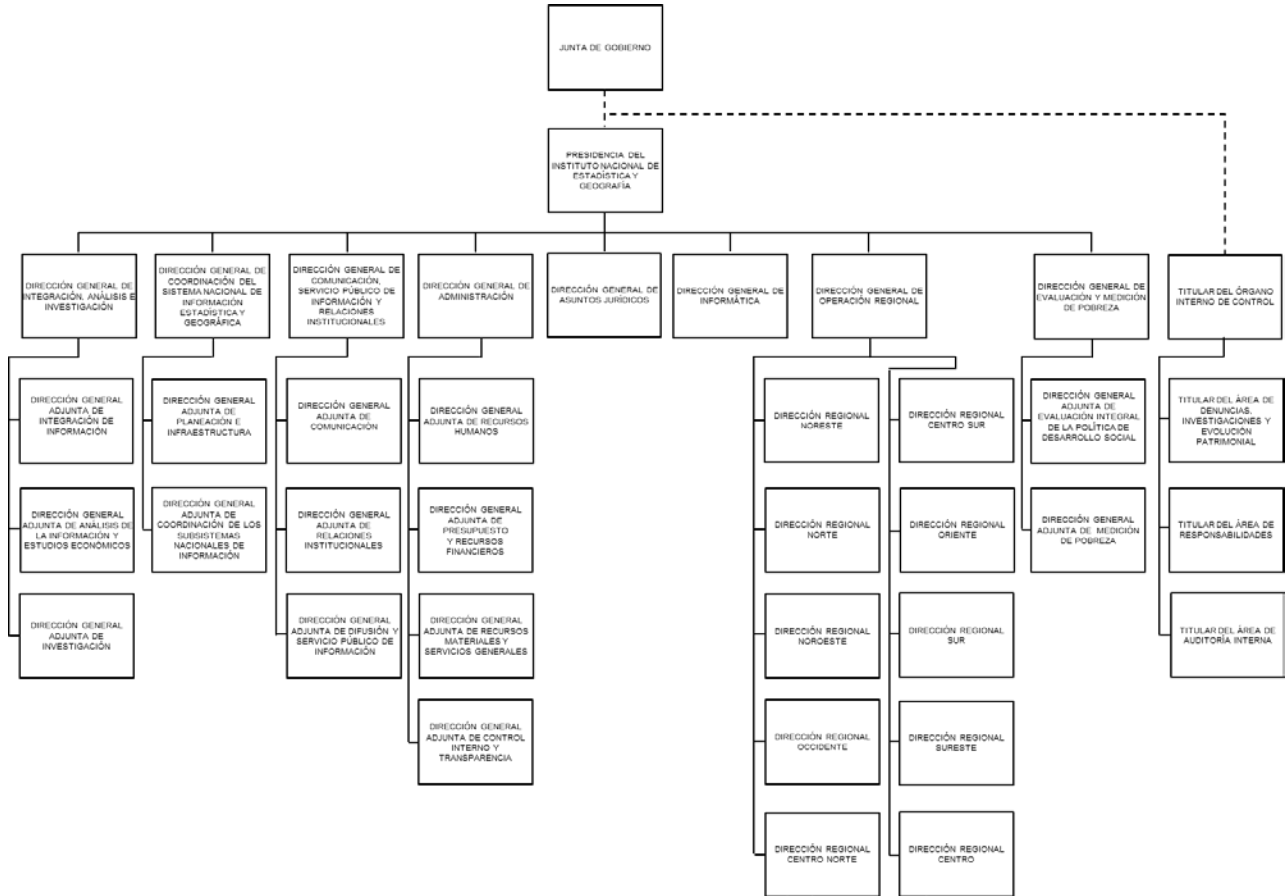 JUNTA DE GOBIERNO
PRESIDENCIA DEL
INSTITUTO NACIONAL DE
ESTADÍSTICA Y
GEOGRAFÍA
DIRECCIÓN GENERAL DE
INTEGRACIÓN, ANÁLISIS E
INVESTIGACIÓN
DIRECCIÓN GENERAL DE
COORDINACIÓN DEL
SISTEMA NACIONAL DE
INFORMACIÓN
ESTADÍSTICA Y
GEOGRÁFICA
DIRECCIÓN GENERAL DE
COMUNICACIÓN,
SERVICIO PÚBLICO DE
INFORMACIÓN Y
RELACIONES
INSTITUCIONALES
DIRECCIÓN GENERAL DE
ADMINISTRACIÓN
DIRECCIÓN GENERAL DE
ASUNTOS JURÍDICOS
DIRECCIÓN GENERAL DE
INFORMÁTICA
DIRECCIÓN GENERAL DE
OPERACIÓN REGIONAL
DIRECCIÓN GENERAL DE
EVALUACIÓN Y MEDICIÓN
DE POBREZA
TITULAR DEL ÓRGANO
INTERNO DE CONTROL
DIRECCIÓN GENERAL
ADJUNTA DE
INTEGRACIÓN DE
INFORMACIÓN
DIRECCIÓN GENERAL
ADJUNTA DE
PLANEACIÓN E
INFRAESTRUCTURA
DIRECCIÓN GENERAL
ADJUNTA DE
COMUNICACIÓN
DIRECCIÓN GENERAL
ADJUNTA DE RECURSOS
HUMANOS
DIRECCIÓN REGIONAL
NORESTE
DIRECCIÓN REGIONAL
CENTRO SUR
DIRECCIÓN GENERAL
ADJUNTA DE
EVALUACIÓN INTEGRAL
DE LA POLÍTICA DE
DESARROLLO SOCIAL
TITULAR DEL ÁREA DE
DENUNCIAS,
INVESTIGACIONES Y
EVOLUCIÓN
PATRIMONIAL
DIRECCIÓN GENERAL
ADJUNTA DE ANÁLISIS DE
LA INFORMACIÓN Y
ESTUDIOS ECONÓMICOS
DIRECCIÓN GENERAL
ADJUNTA DE
COORDINACIÓN DE LOS
SUBSISTEMAS
NACIONALES DE
INFORMACIÓN
DIRECCIÓN GENERAL
ADJUNTA DE
RELACIONES
INSTITUCIONALES
DIRECCIÓN GENERAL
ADJUNTA DE
PRESUPUESTO
Y RECURSOS
FINANCIEROS
DIRECCIÓN REGIONAL
NORTE
DIRECCIÓN REGIONAL
ORIENTE
DIRECCIÓN GENERAL
ADJUNTA DE MEDICIÓN
DE POBREZA
TITULAR DEL ÁREA DE
RESPONSABILIDADES
DIRECCIÓN GENERAL
ADJUNTA DE
INVESTIGACIÓN
DIRECCIÓN GENERAL
ADJUNTA DE DIFUSIÓN Y
SERVICIO PÚBLICO DE
INFORMACIÓN
DIRECCIÓN GENERAL
ADJUNTA DE RECURSOS
MATERIALES Y
SERVICIOS GENERALES
DIRECCIÓN REGIONAL
NOROESTE
DIRECCIÓN REGIONAL
SUR
TITULAR DEL ÁREA DE
AUDITORÍA INTERNA
DIRECCIÓN GENERAL
ADJUNTA DE CONTROL
INTERNO Y
TRANSPARENCIA
DIRECCIÓN REGIONAL
OCCIDENTE
DIRECCIÓN REGIONAL
SURESTE
DIRECCIÓN REGIONAL
CENTRO NORTE
DIRECCIÓN REGIONAL
CENTRO